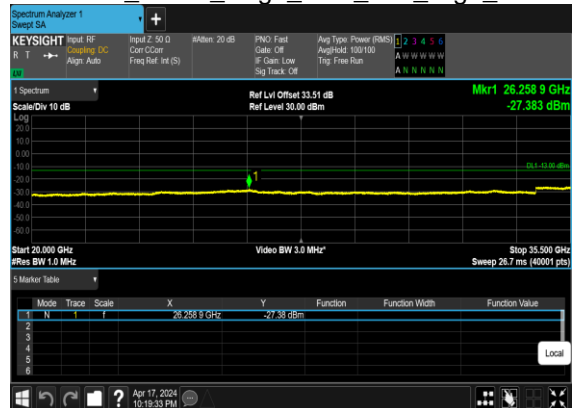 Spectrum Analyzer 1
Swept SA
+
KEYSIGHT
R T
Input: RF
Coupling: DC
Align: Auto
Input Z: 50 Ω
Corr CCorr
Freq Ref: Int (S)
#Atten: 20 dB
PNO: Fast
Gate: Off
IF Gain: Low
Sig Track: Off
Avg Type: Power (RMS)
Avg|Hold: 100/100
Trig: Free Run
1 2 3 4 5 6
A W W W W W
A N N N N N
1 Spectrum
Scale/Div 10 dB
Ref Lvl Offset 33.51 dB
Ref Level 30.00 dBm
Mkr1 26.258 9 GHz
-27.383 dBm
Log
20.0
10.0
0.00
-10.0
-20.0
-30.0
-40.0
-50.0
-60.0
DL1 -13.00 dBm
1
Start 20.000 GHz
#Res BW 1.0 MHz
Video BW 3.0 MHz*
Stop 35.500 GHz
Sweep 26.7 ms (40001 pts)
5 Marker Table
Mode Trace Scale X Y Function Function Width Function Value
1 N 1 f 26.258 9 GHz -27.38 dBm
2
3
4
5
6
Local
?
Apr 17, 2024
10:19:33 PM